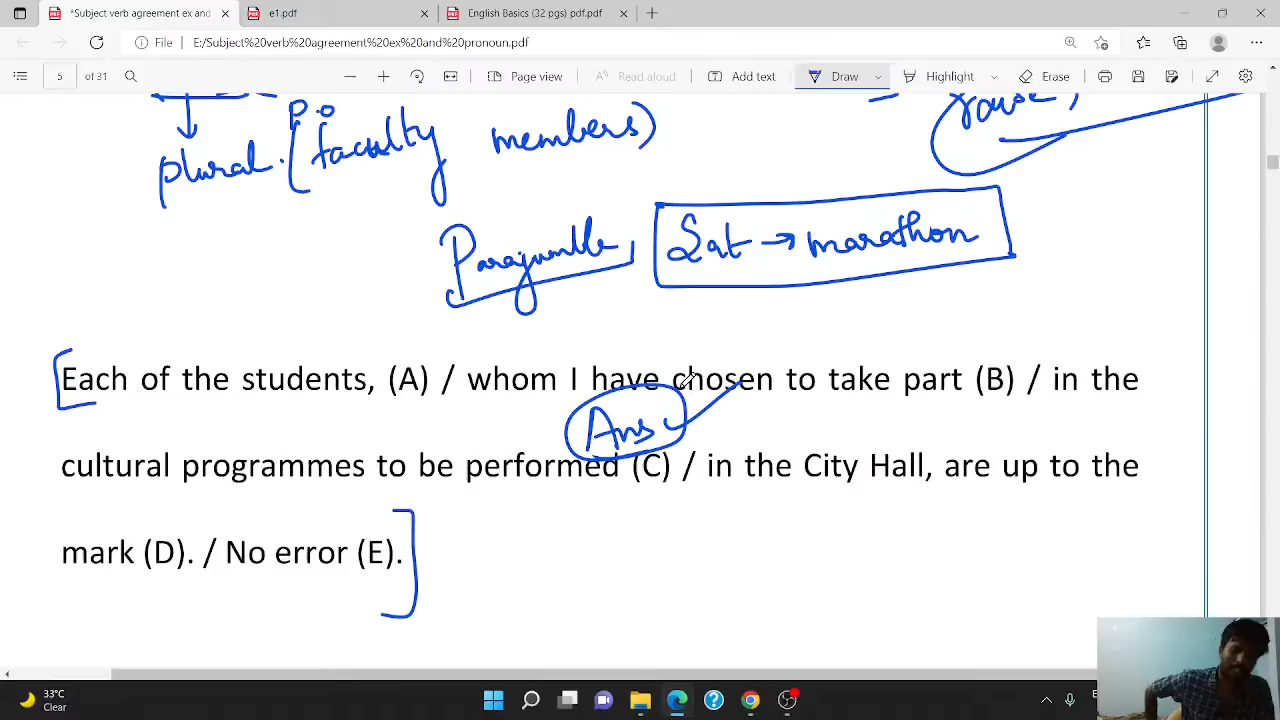 *Subject verb agreement ex and
e1.pdf
English Basics (32 pgs) pdf.pdf
File
E:/Subject%20verb%20agreement%20ex%20and%20pronoun.pdf
5 of 31
Page view
Read aloud
Add text
Draw
Highlight
Erase
P.O
plural. (faculty members)
Parajumble, Sat → marathon
Each of the students, (A) / whom I have chosen to take part (B) / in the
Ans
cultural programmes to be performed (C) / in the City Hall, are up to the
mark (D). / No error (E).
33°C
Clear